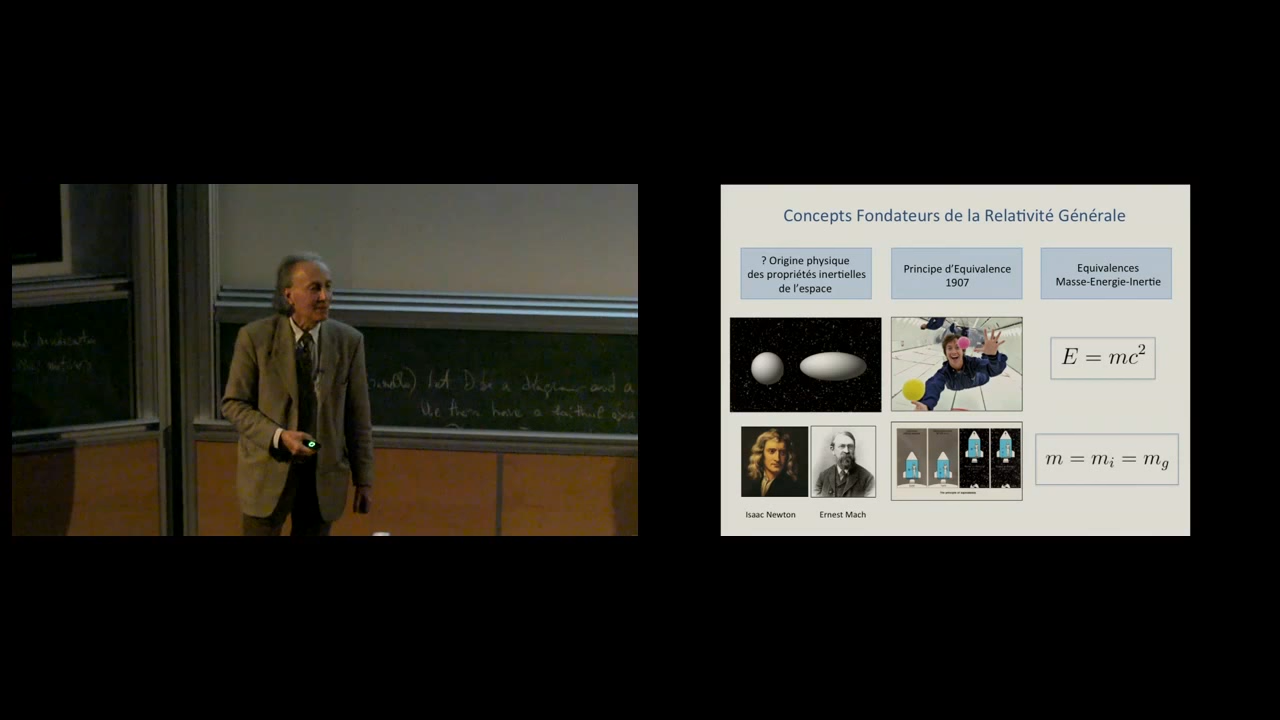 let D be a diagram and a
We then have a faithful
Concepts Fondateurs de la Relativité Générale
? Origine physique
des propriétés inertielles
de l'espace
Principe d'Equivalence
1907
Equivalences
Masse-Energie-Inertie
E = mc²
m = mᵢ = m_g
Isaac Newton
Ernest Mach